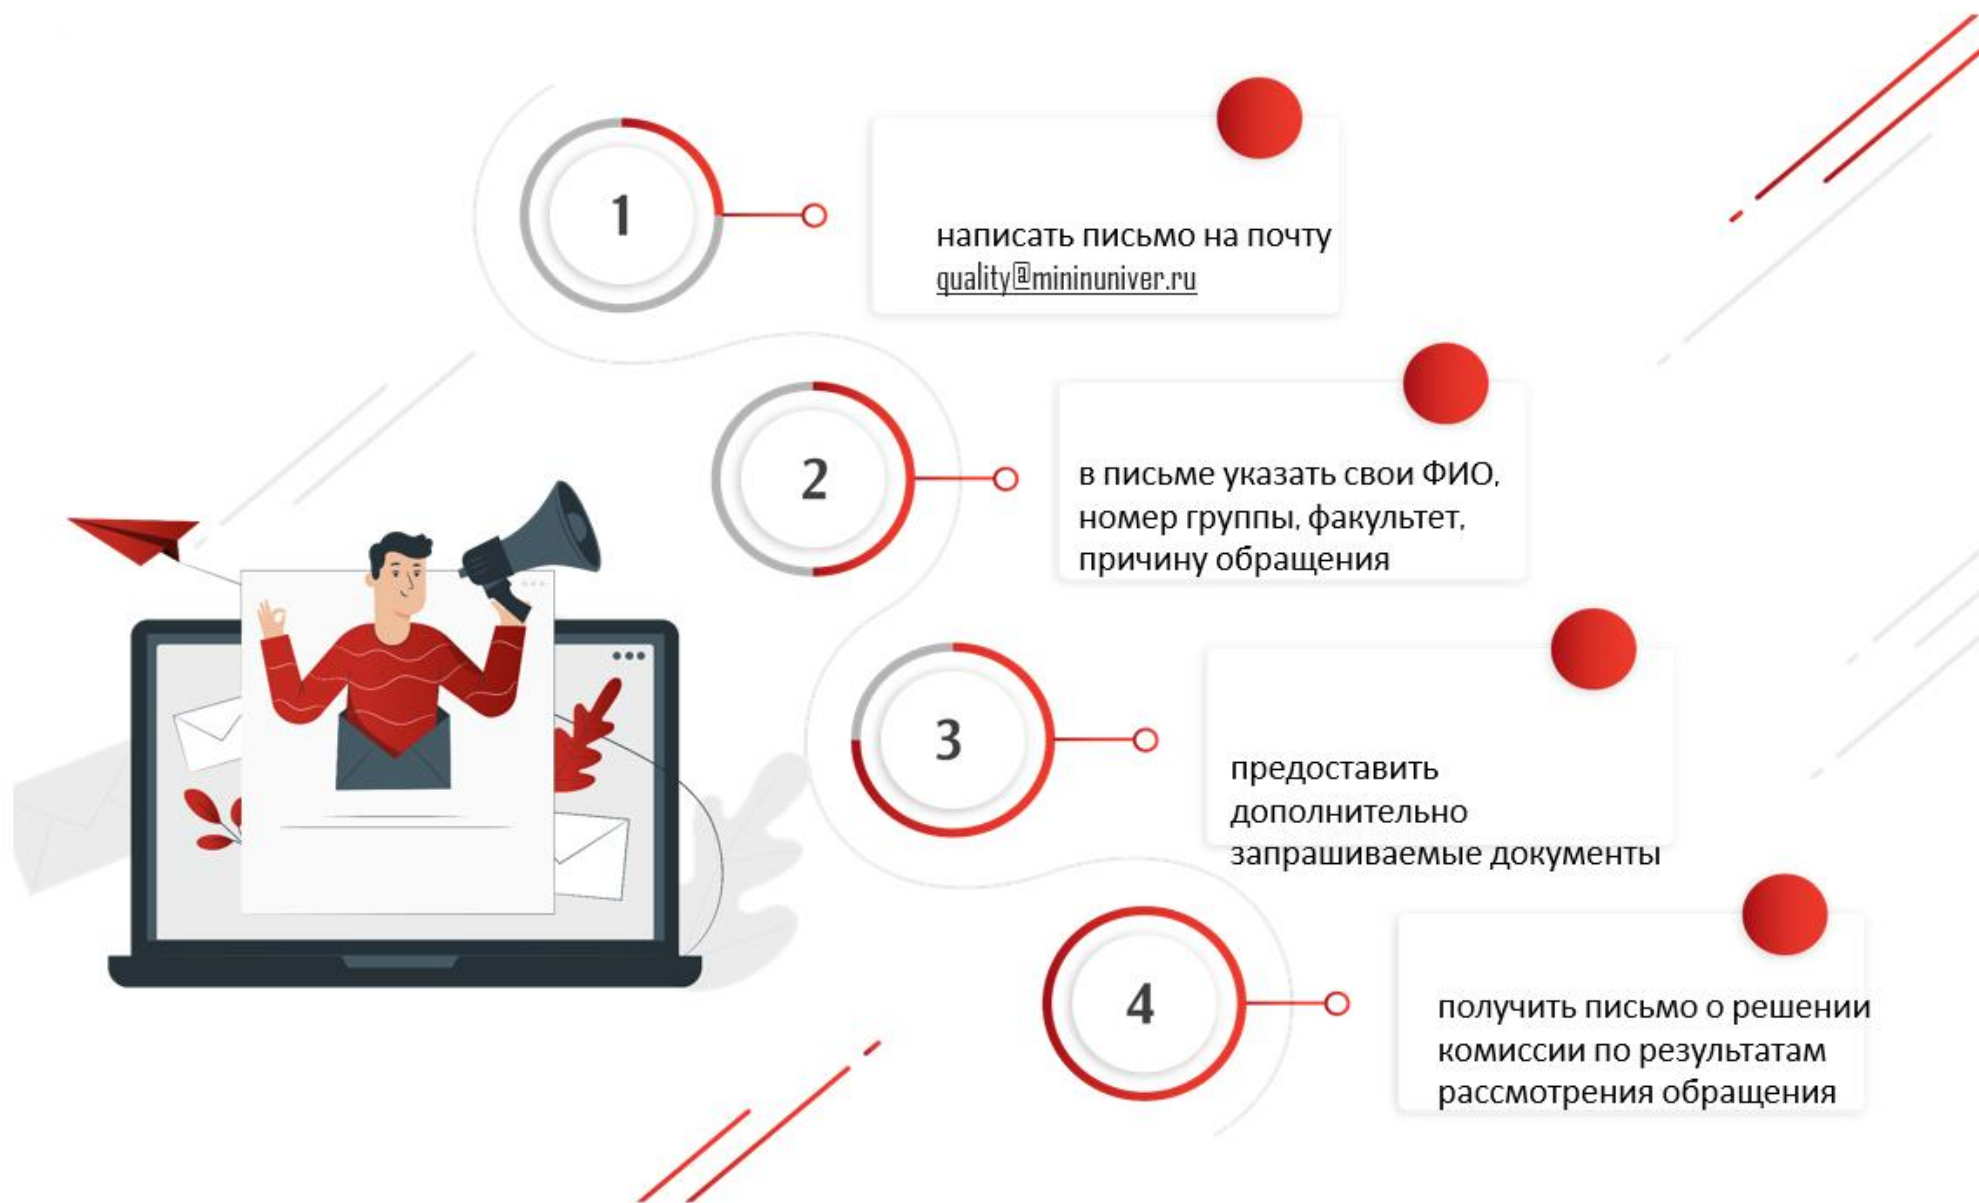 1
написать письмо на почту
quality@mininuniver.ru
2
в письме указать свои ФИО,
номер группы, факультет,
причину обращения
3
предоставить
дополнительно
запрашиваемые документы
4
получить письмо о решении
комиссии по результатам
рассмотрения обращения